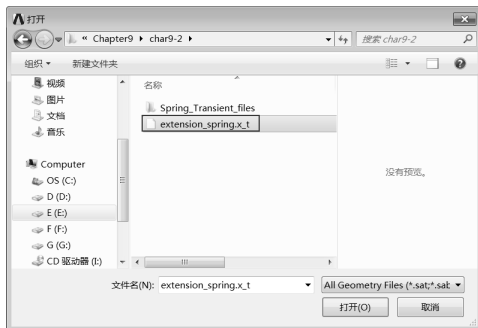 打开
« Chapter9 ▸ char9-2 ▸
搜索 char9-2
组织 新建文件夹
视频
图片
文档
音乐
Computer
OS (C:)
D (D:)
E (E:)
F (F:)
G (G:)
CD 驱动器 (I:)
名称
Spring_Transient_files
extension_spring.x_t
没有预览。
文件名(N): extension_spring.x_t
All Geometry Files (*.sat;*.sab
打开(O) 取消